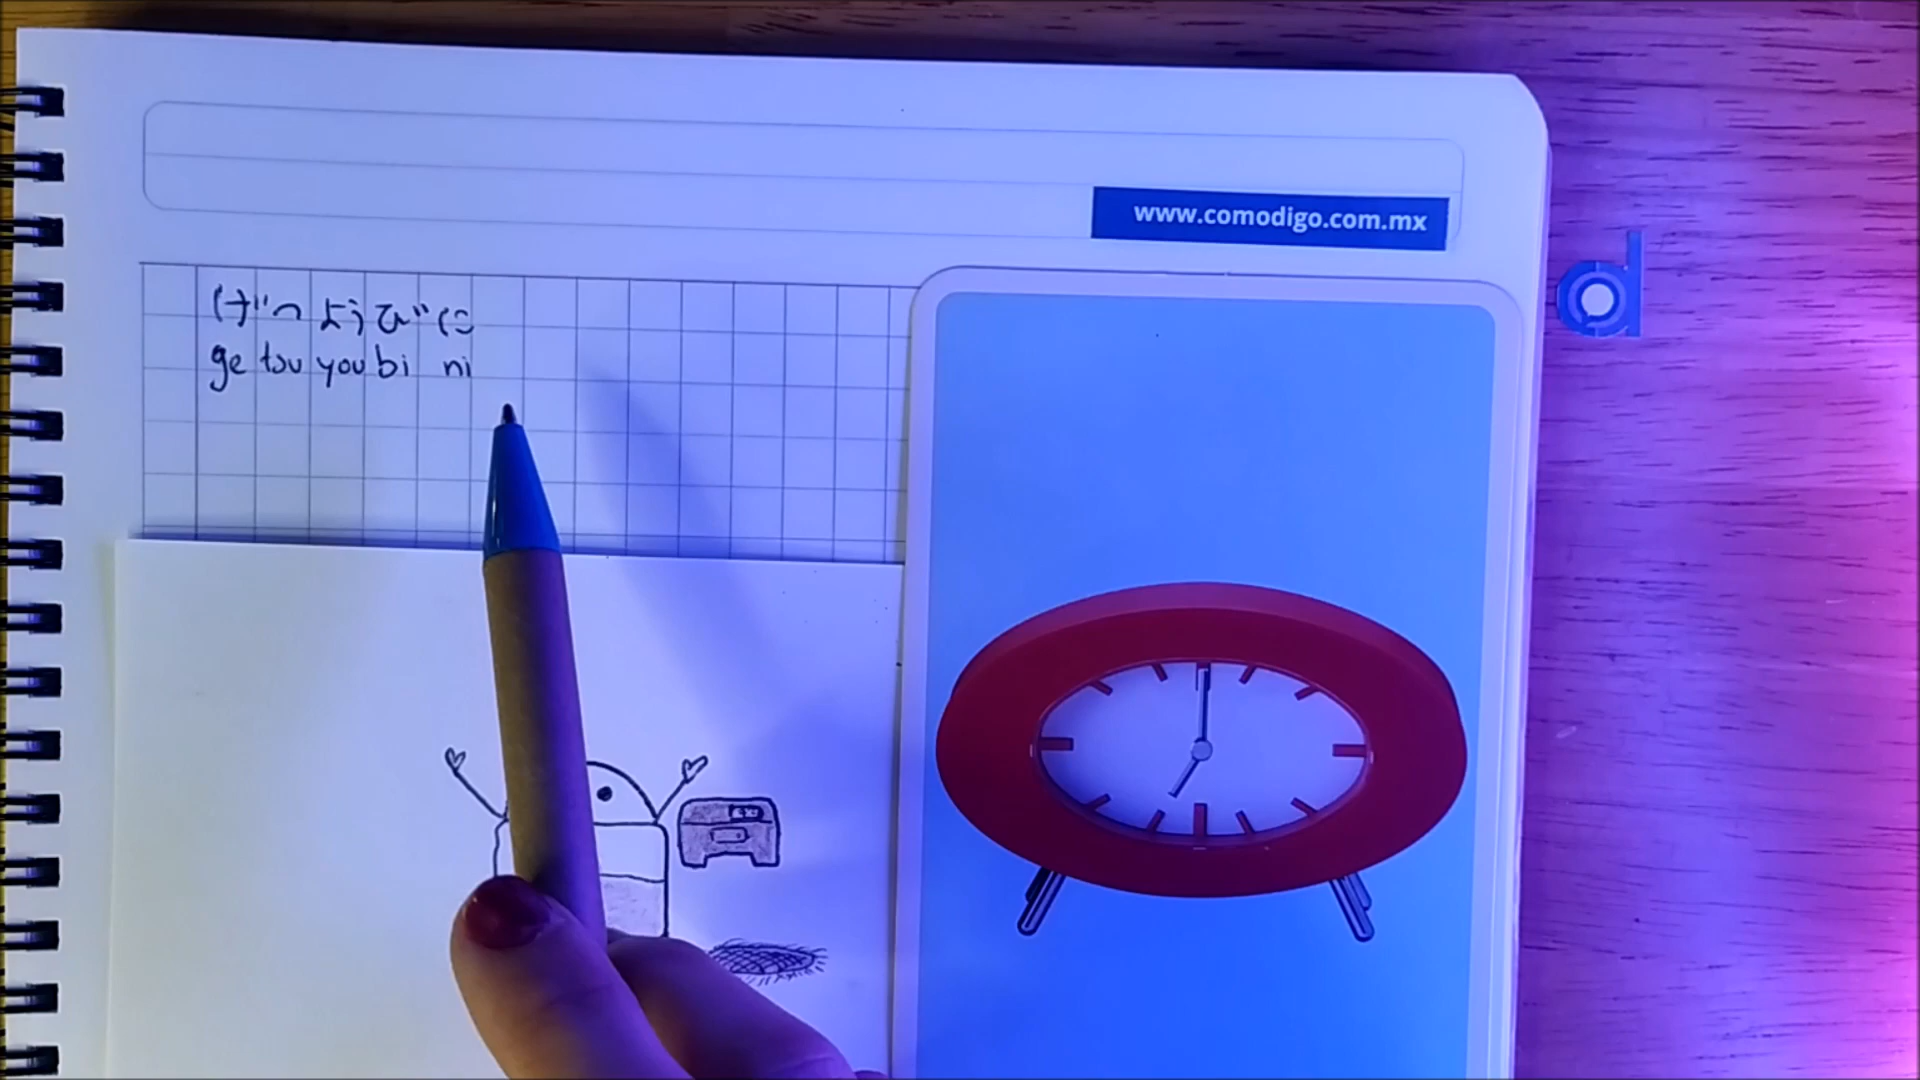 www.comodigo.com.mx
げつようびに
ge tsu you bi ni
d